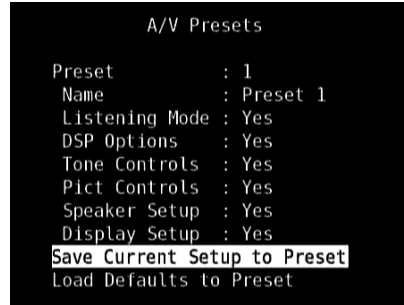 A/V Presets
Preset : 1
Name : Preset 1
Listening Mode : Yes
DSP Options : Yes
Tone Controls : Yes
Pict Controls : Yes
Speaker Setup : Yes
Display Setup : Yes
Save Current Setup to Preset
Load Defaults to Preset